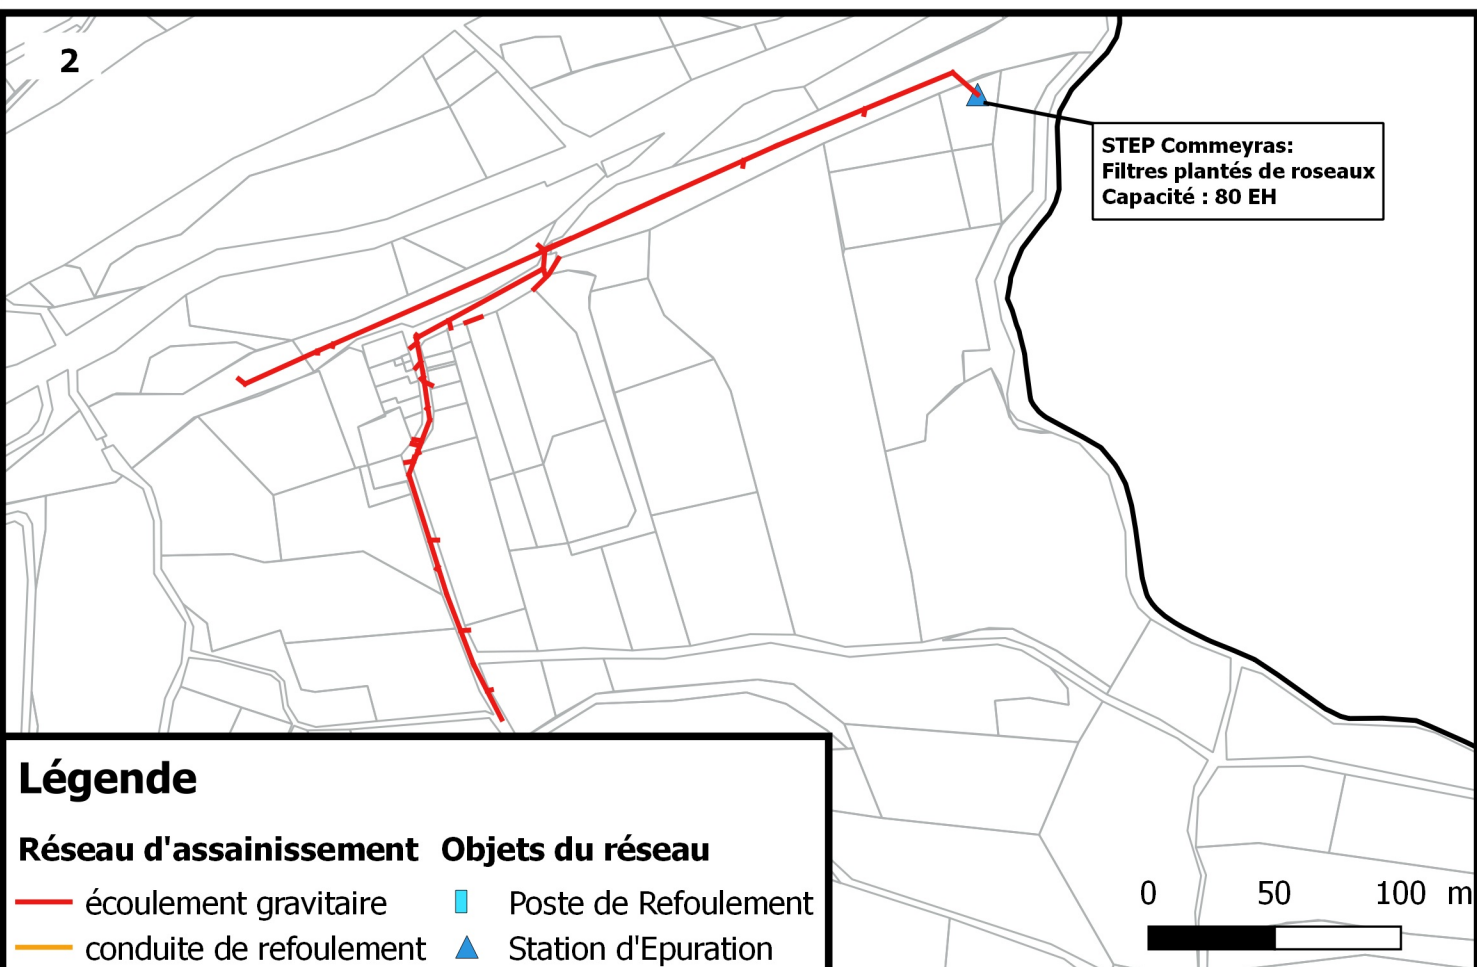 2
STEP Commeyras:
Filtres plantés de roseaux
Capacité : 80 EH
Légende
Réseau d'assainissement
écoulement gravitaire
conduite de refoulement
Objets du réseau
Poste de Refoulement
Station d'Epuration
0 50 100 m